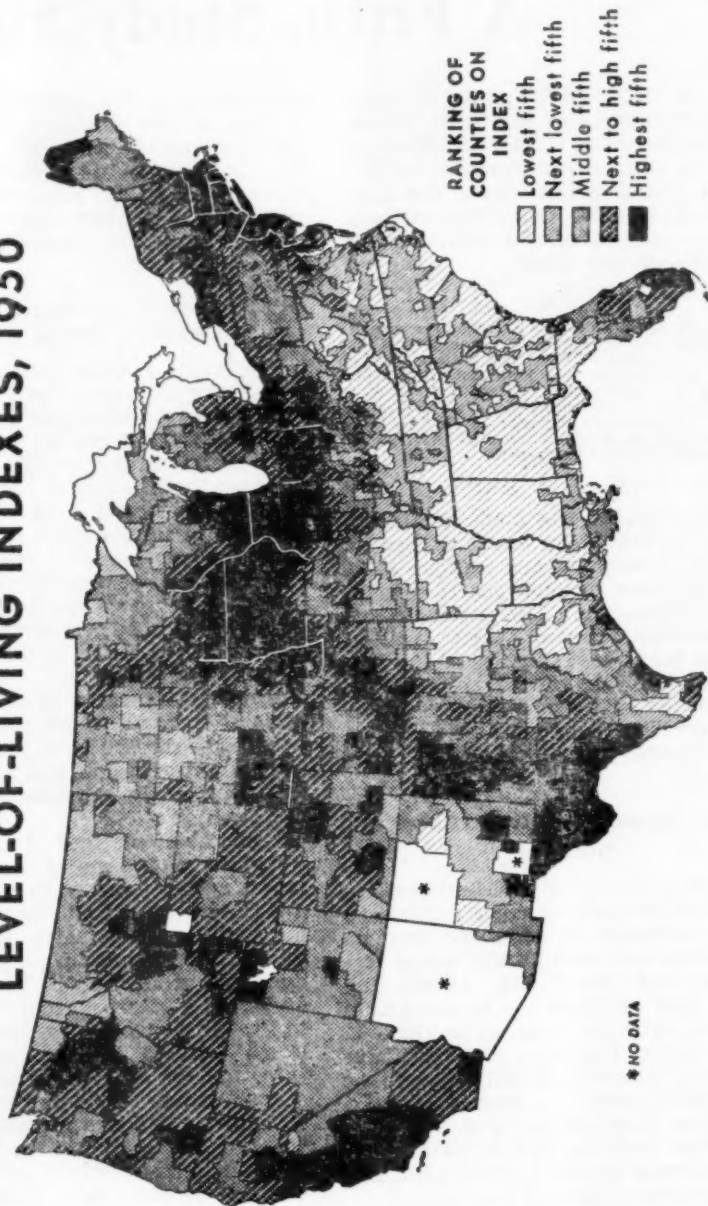 LEVEL-OF-LIVING INDEXES, 1950
RANKING OF
COUNTIES ON
INDEX
Lowest fifth
Next lowest fifth
Middle fifth
Next to high fifth
Highest fifth
* NO DATA